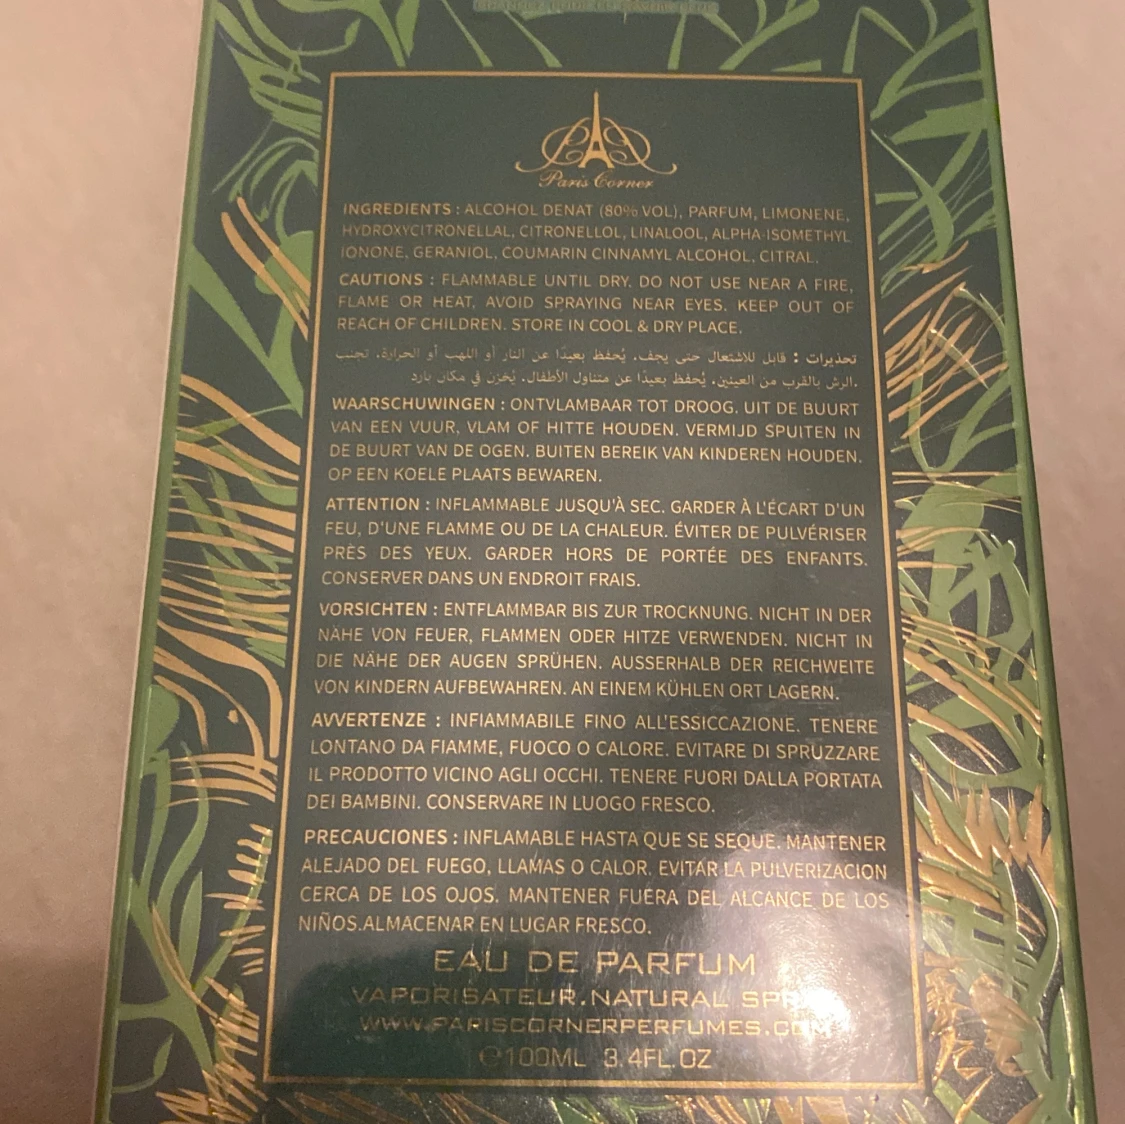 Paris Corner
INGREDIENTS : ALCOHOL DENAT (80% VOL), PARFUM, LIMONENE,
HYDROXYCITRONELLAL, CITRONELLOL, LINALOOL, ALPHA-ISOMETHYL
IONONE, GERANIOL, COUMARIN CINNAMYL ALCOHOL, CITRAL.
CAUTIONS : FLAMMABLE UNTIL DRY. DO NOT USE NEAR A FIRE,
FLAME OR HEAT, AVOID SPRAYING NEAR EYES. KEEP OUT OF
REACH OF CHILDREN. STORE IN COOL & DRY PLACE.
تحذيرات : قابل للاشتعال حتى يجف. يُحفظ بعيدًا عن النار أو اللهب أو الحرارة. تجنب
الرش بالقرب من العينين. يُحفظ بعيدًا عن متناول الأطفال. يُخزن في مكان بارد.
WAARSCHUWINGEN : ONTVLAMBAAR TOT DROOG. UIT DE BUURT
VAN EEN VUUR, VLAM OF HITTE HOUDEN. VERMIJD SPUITEN IN
DE BUURT VAN DE OGEN. BUITEN BEREIK VAN KINDEREN HOUDEN.
OP EEN KOELE PLAATS BEWAREN.
ATTENTION : INFLAMMABLE JUSQU'À SEC. GARDER À L'ÉCART D'UN
FEU, D'UNE FLAMME OU DE LA CHALEUR. ÉVITER DE PULVÉRISER
PRÈS DES YEUX. GARDER HORS DE PORTÉE DES ENFANTS.
CONSERVER DANS UN ENDROIT FRAIS.
VORSICHTEN : ENTFLAMMBAR BIS ZUR TROCKNUNG. NICHT IN DER
NÄHE VON FEUER, FLAMMEN ODER HITZE VERWENDEN. NICHT IN
DIE NÄHE DER AUGEN SPRÜHEN. AUSSERHALB DER REICHWEITE
VON KINDERN AUFBEWAHREN. AN EINEM KÜHLEN ORT LAGERN.
AVVERTENZE : INFIAMMABILE FINO ALL'ESSICCAZIONE. TENERE
LONTANO DA FIAMME, FUOCO O CALORE. EVITARE DI SPRUZZARE
IL PRODOTTO VICINO AGLI OCCHI. TENERE FUORI DALLA PORTATA
DEI BAMBINI. CONSERVARE IN LUOGO FRESCO.
PRECAUCIONES : INFLAMABLE HASTA QUE SE SEQUE. MANTENER
ALEJADO DEL FUEGO, LLAMAS O CALOR. EVITAR LA PULVERIZACION
CERCA DE LOS OJOS. MANTENER FUERA DEL ALCANCE DE LOS
NIÑOS.ALMACENAR EN LUGAR FRESCO.
EAU DE PARFUM
VAPORISATEUR.NATURAL
WWW.PARISCORNERPERFUMES.COM
℮100ML 3.4FL.OZ